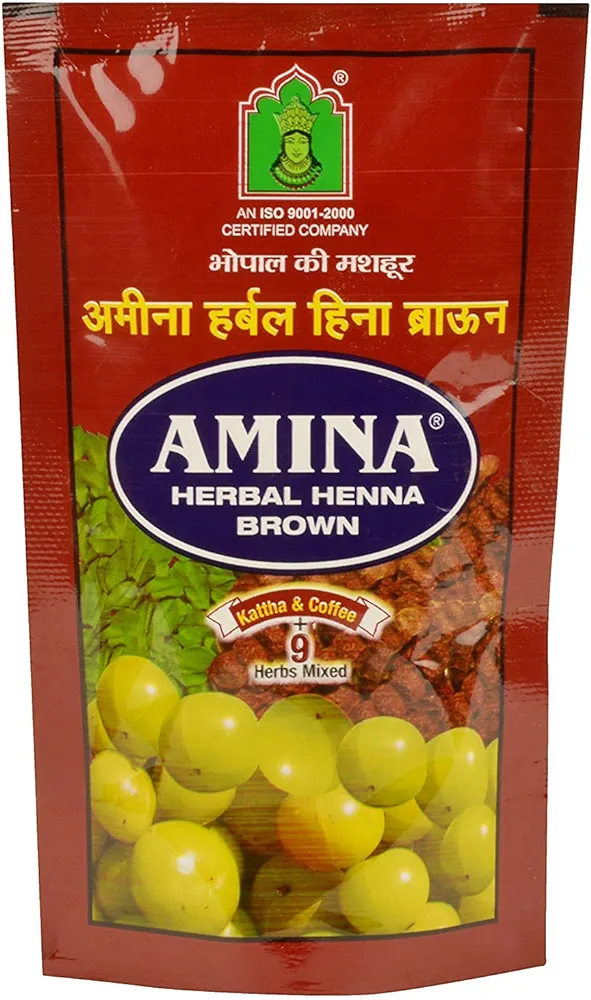 ®
AN ISO 9001-2000
CERTIFIED COMPANY
भोपाल की मशहूर
अमीना हर्बल हिना ब्राऊन
AMINA®
HERBAL HENNA
BROWN
Kattha & Coffee
+
9
Herbs Mixed